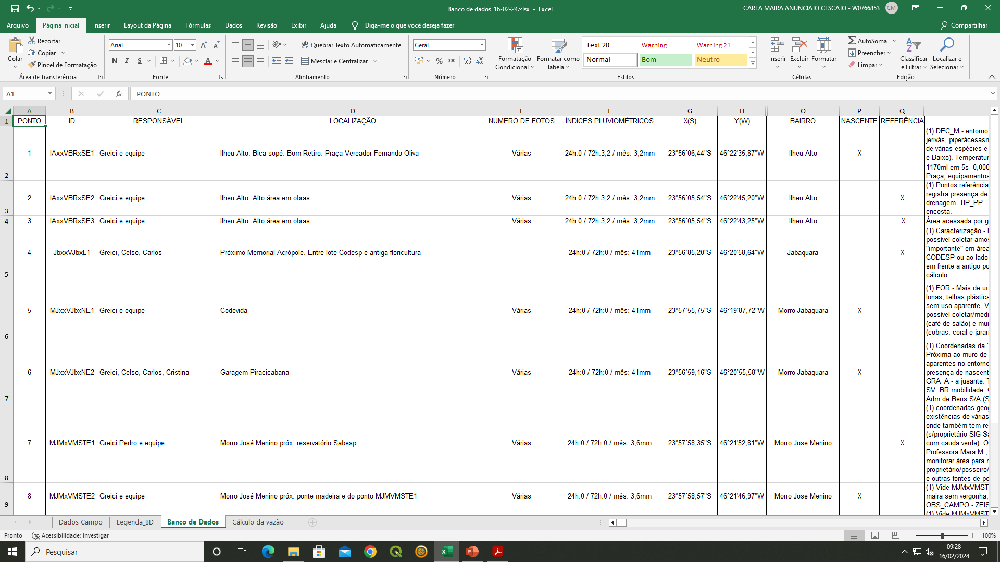 Banco de dados_16-02-24.xlsx - Excel
CARLA MAIRA ANUNCIATO CESCATO - W0766853
CM
Arquivo
Página Inicial
Inserir
Layout da Página
Fórmulas
Dados
Revisão
Exibir
Ajuda
Diga-me o que você deseja fazer
Compartilhar
Colar
Recortar
Copiar
Pincel de Formatação
Área de Transferência
Arial
10
N I S
Fonte
Quebrar Texto Automaticamente
Mesclar e Centralizar
Alinhamento
Geral
% 000
Número
Formatação Condicional
Formatar como Tabela
Text 20
Warning
Warning 21
Normal
Bom
Neutro
Estilos
Inserir
Excluir
Formatar
Células
AutoSoma
Preencher
Limpar
Classificar e Filtrar
Localizar e Selecionar
Edição
A1
fx
PONTO
A B C D E F G H O P Q
1 PONTO ID RESPONSÁVEL LOCALIZAÇÃO NUMERO DE FOTOS ÍNDICES PLUVIOMÉTRICOS X(S) Y(W) BAIRRO NASCENTE REFERÊNCIA
2 1 IAxxVBRxSE1 Greici e equipe Ilheu Alto. Bica sopé. Bom Retiro. Praça Vereador Fernando Oliva Várias 24h:0 / 72h:3,2 / mês: 3,2mm 23°56´06,44"S 46°22'35,87"W Ilheu Alto X
(1) DEC_M - entorno
jerivás, piperácesasm
de várias espécies e
e Baixo). Temperatur
1170ml em 5s -0,000
Praça, equipamentos
3 2 IAxxVBRxSE2 Greici e equipe Ilheu Alto. Alto área em obras Várias 24h:0 / 72h:3,2 / mês: 3,2mm 23°56´05,54"S 46°22'45,20"W Ilheu Alto X
(1) Pontos referência
registra presença de
drenagem. TIP_PP -
encosta.
4 3 IAxxVBRxSE3 Greici e equipe Ilheu Alto. Alto área em obras Várias 24h:0 / 72h:3,2 / mês: 3,2mm 23°56´05,54"S 46°22'43,25"W Ilheu Alto X
Área acessada por g
5 4 JbxxVJbxL1 Greici, Celso, Carlos Próximo Memorial Acrópole. Entre lote Codesp e antiga floricultura 24h:0 / 72h:0 / mês: 41mm 23°56´85,20"S 46°20'58,64"W Jabaquara X
(1) Caracterização -
possível coletar amos
"importante" em área
CODESP ou ao lado
em frente a antigo po
cálculo.
6 5 MJxxVJbxNE1 Greici e equipe Codevida Várias 24h:0 / 72h:0 / mês: 41mm 23°57´55,75"S 46°19'87,72"W Morro Jabaquara X
(1) FOR - Mais de um
lonas, telhas plástica
sem uso aparente. V
possível coletar/medi
(café de salão) e mui
(cobras: coral e jarar
7 6 MJxxVJbxNE2 Greici, Celso, Carlos, Cristina Garagem Piracicabana Várias 24h:0 / 72h:0 / mês: 41mm 23°56´59,16"S 46°20'55,58"W Morro Jabaquara X
(1) Coordenadas da "
Próxima ao muro de
aparentes no entorno
presença de nascent
GRA_A - a jusante.
SV. BR mobilidade.
Adm de Bens S/A (S
8 7 MJMxVMSTE1 Greici Pedro e equipe Morro José Menino próx. reservatório Sabesp Várias 24h:0 / 72h:0 / mês: 3,6mm 23°57´58,35"S 46°21'52,81"W Morro Jose Menino X
(1) coordenadas geog
existências de várias
onde também tem re
(s/proprietário SIG Sa
com cauda verde). O
Professora Mara M.,
monitorar área para r
proprietário/posseiro/
e outras fontes de po
9 8 MJMxVMSTE2 Greici e equipe Morro José Menino próx. ponte madeira e do ponto MJMVMSTE1 Várias 24h:0 / 72h:0 / mês: 3,6mm 23°57´58,57"S 46°21'46,97"W Morro Jose Menino X
(1) Vide MJMxVMST
maira sem vergonha,
OBS_CAMPO - ZEIS
(1) Vide MJMxVMST
Dados Campo
Legenda_BD
Banco de Dados
Cálculo da vazão
Pronto
Acessibilidade: investigar
100%
Pesquisar
09:28
16/02/2024